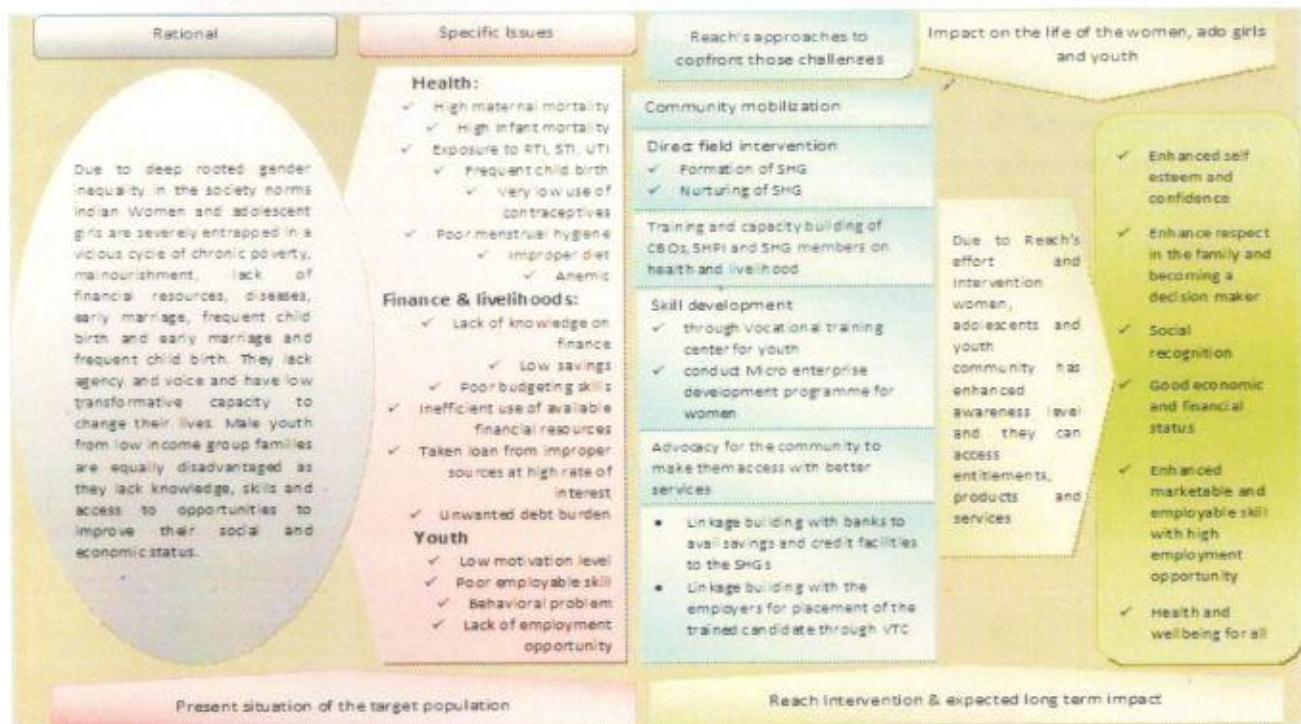 Rational
Due to deep rooted gender
inequality in the society norms
Indian Women and adolescent
girls are severely entrapped in a
vicious cycle of chronic poverty,
malnourishment, lack of
financial resources, diseases,
early marriage, frequent child
birth and early marriage and
frequent child birth. They lack
agency and voice and have low
transformative capacity to
change their lives. Male youth
from low income group families
are equally disadvantaged as
they lack knowledge, skills and
access to opportunities to
improve their social and
economic status.
Specific Issues
Health:
✓ High maternal mortality
✓ High infant mortality
✓ Exposure to RTI, STI, UTI
✓ Frequent child birth
✓ Very low use of
contraceptives
✓ Poor menstrual hygiene
✓ Improper diet
✓ Anemic
Finance & livelihoods:
✓ Lack of knowledge on
finance
✓ Low savings
✓ Poor budgeting skills
✓ Inefficient use of available
financial resources
✓ Taken loan from improper
sources at high rate of
interest
✓ Unwanted debt burden
Youth
✓ Low motivation level
✓ Poor employable skill
✓ Behavioral problem
✓ Lack of employment
opportunity
Reach's approaches to
confront those challenges
Community mobilization
Direct field intervention
✓ Formation of SHG
✓ Nurturing of SHG
Training and capacity building of
CBOs, SHPI and SHG members on
health and livelihood
Skill development
✓ through Vocational training
center for youth
✓ conduct Micro enterprise
development programme for
women
Advocacy for the community to
make them access with better
services
• Linkage building with banks to
avail savings and credit facilities
to the SHGs
• Linkage building with the
employers for placement of the
trained candidate through VTC
Impact on the life of the women, ado girls
and youth
Due to Reach's
effort and
Intervention
women,
adolescents and
youth
community has
enhanced
awareness level
and they can
access
entitlements,
products and
services
✓ Enhanced self
esteem and
confidence
✓ Enhance respect
in the family and
becoming a
decision maker
✓ Social
recognition
✓ Good economic
and financial
status
✓ Enhanced
marketable and
employable skill
with high
employment
opportunity
✓ Health and
wellbeing for all
Present situation of the target population
Reach intervention & expected long term impact